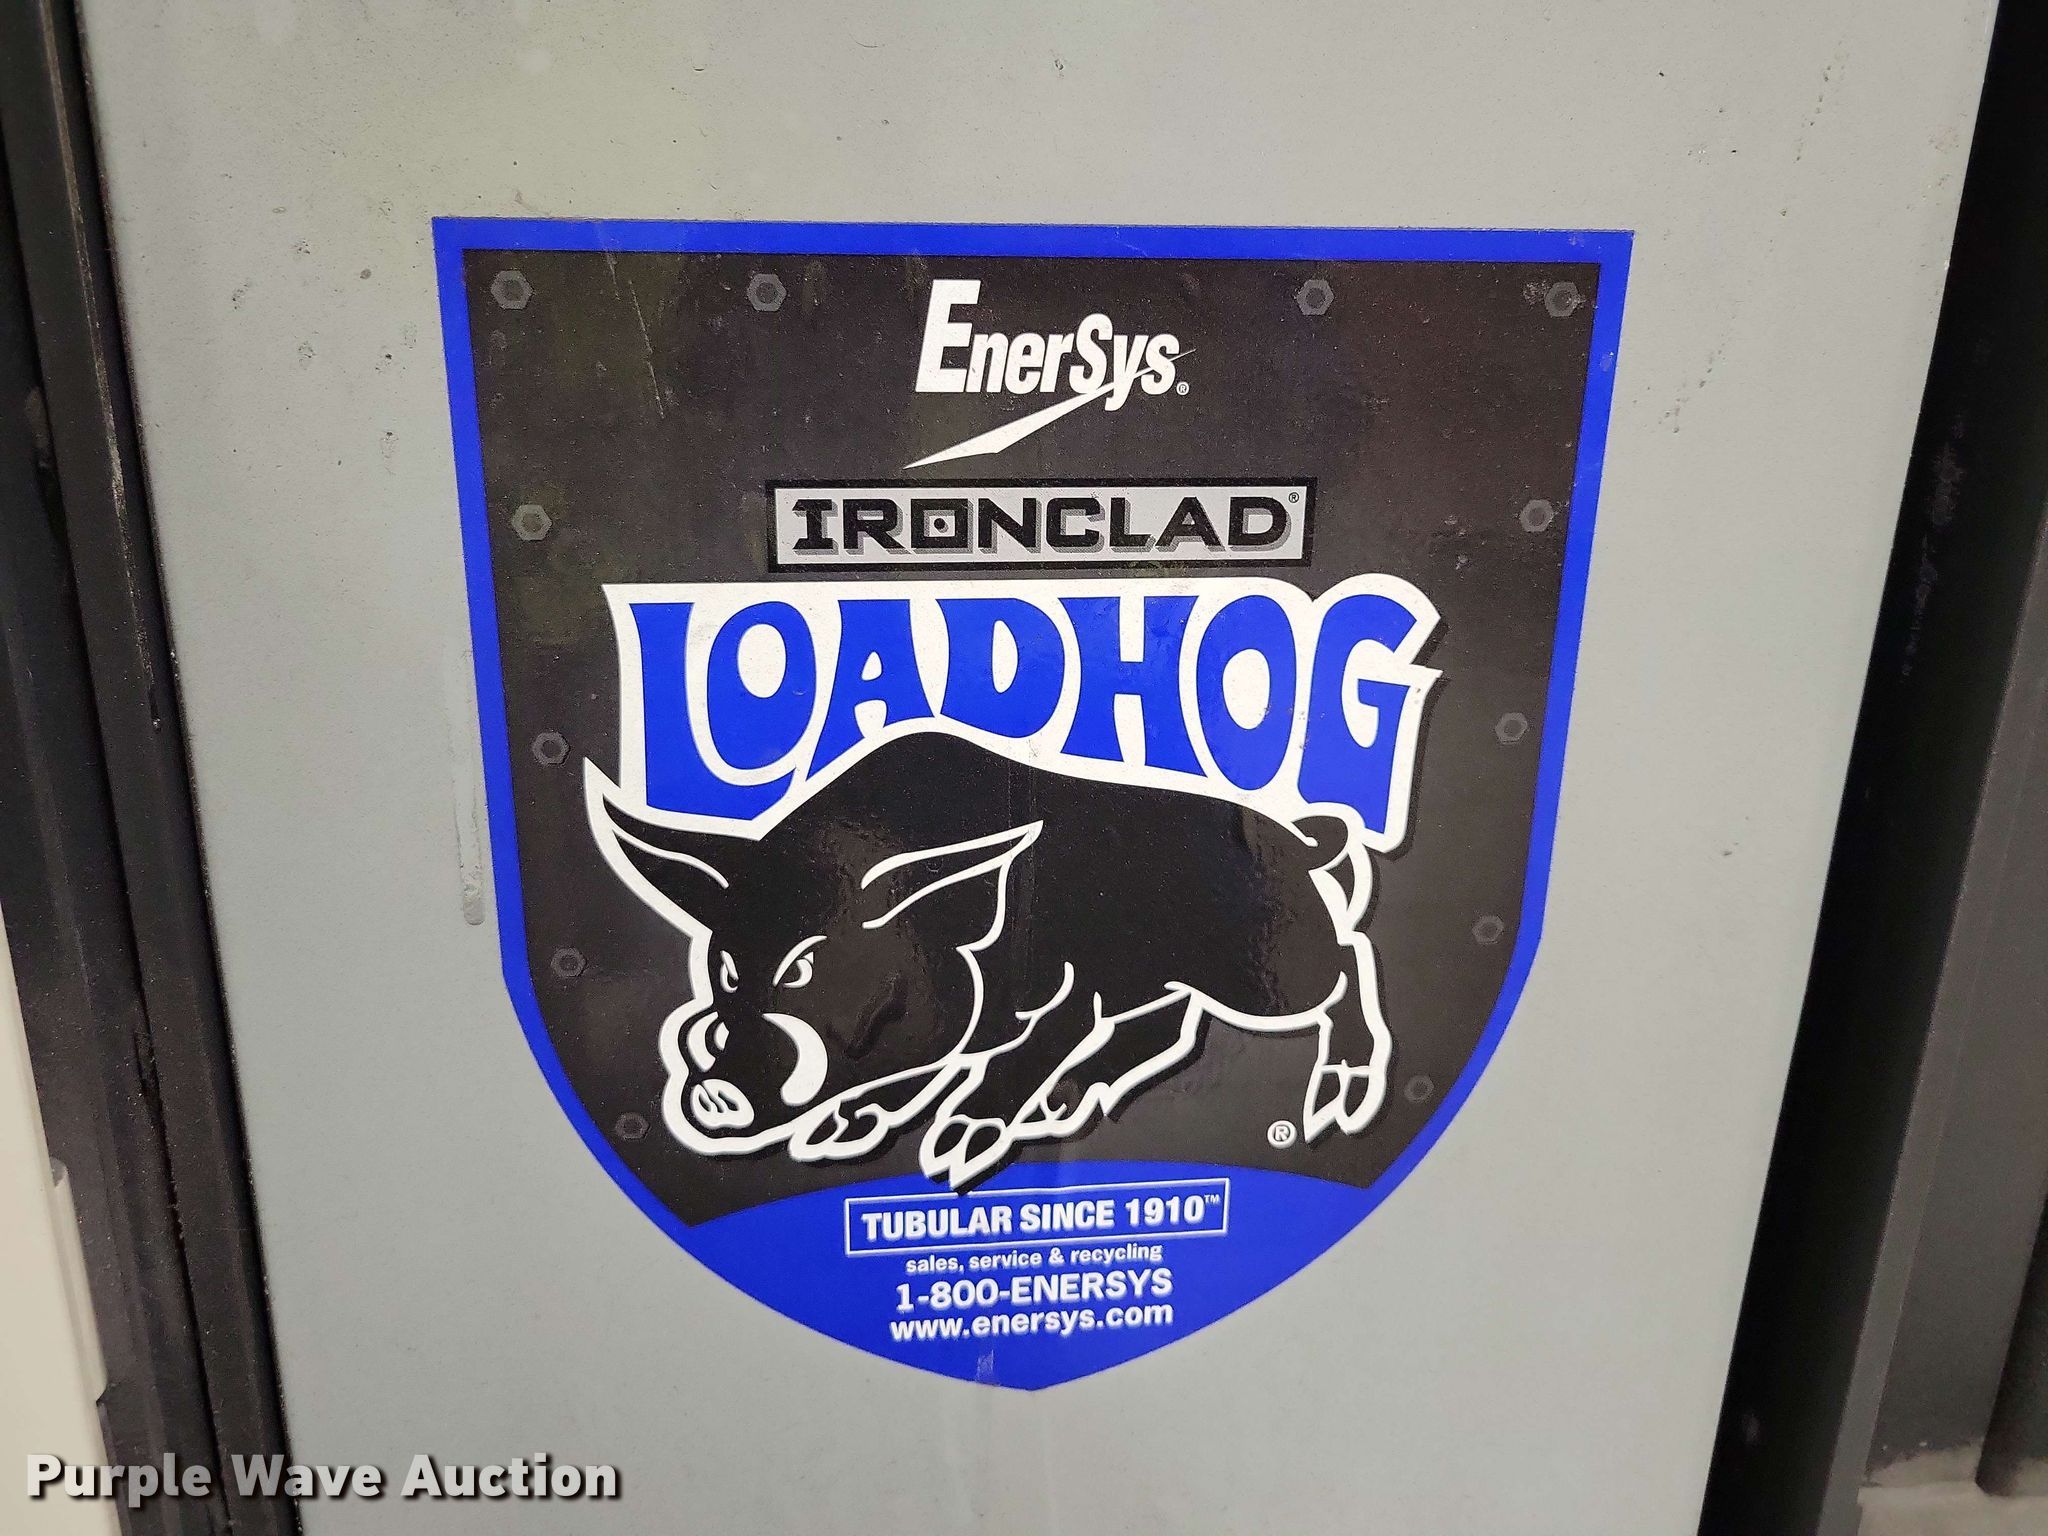 EnerSys®
IRONCLAD®
LOADHOG
®
TUBULAR SINCE 1910™
sales, service & recycling
1-800-ENERSYS
www.enersys.com
Purple Wave Auction